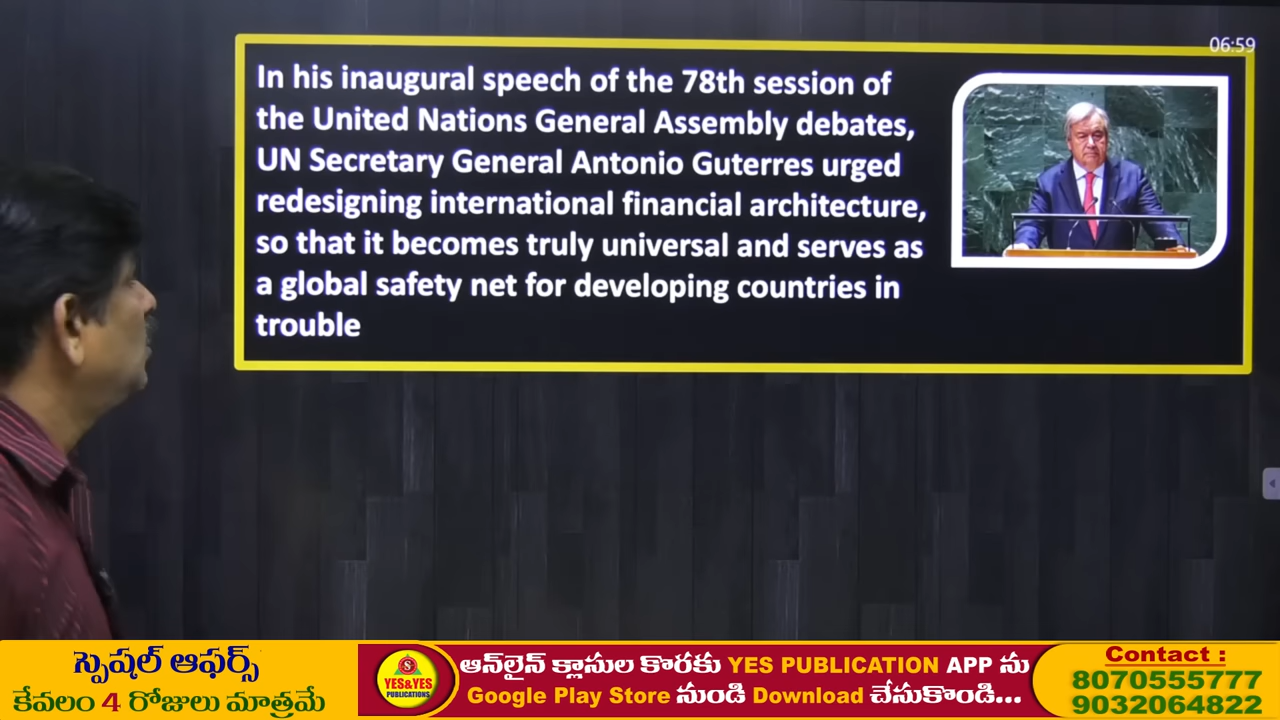 06:59
In his inaugural speech of the 78th session of
the United Nations General Assembly debates,
UN Secretary General Antonio Guterres urged
redesigning international financial architecture,
so that it becomes truly universal and serves as
a global safety net for developing countries in
trouble
స్పెషల్ ఆఫర్స్
కేవలం 4 రోజులు మాత్రమే
S
YES&YES
PUBLICATIONS
ఆన్‌లైన్ క్లాసుల కొరకు YES PUBLICATION APP ను
Google Play Store నుండి Download చేసుకొండి...
Contact :
8070555777
9032064822